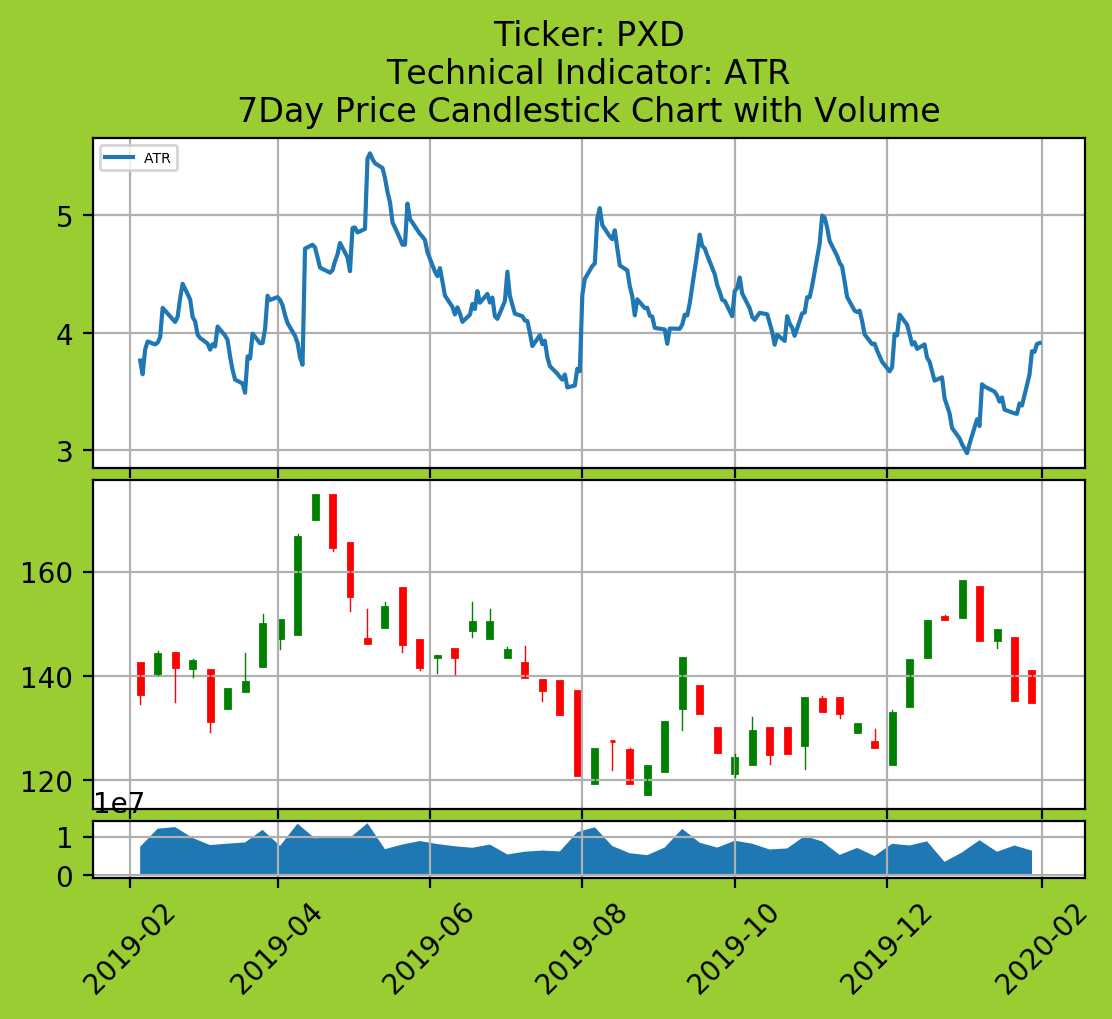 Ticker: PXD
Technical Indicator: ATR
7Day Price Candlestick Chart with Volume
ATR
5
4
3
160
140
120
1e7
1
0
2019-02 2019-04 2019-06 2019-08 2019-10 2019-12 2020-02